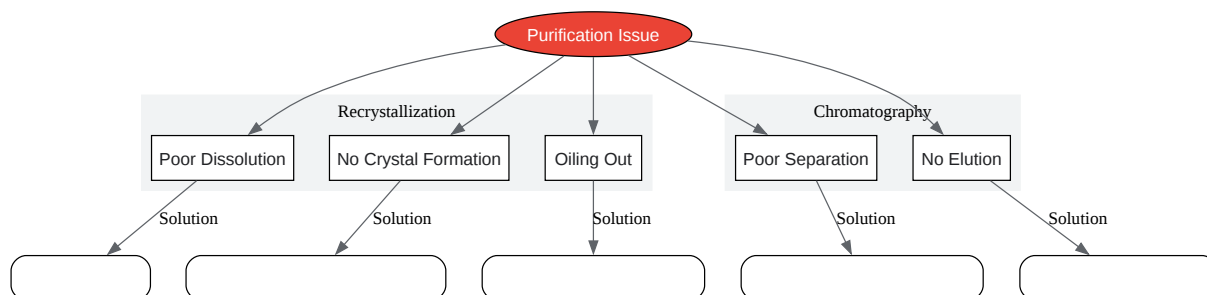 Purification Issue
Recrystallization
Chromatography
Poor Dissolution
No Crystal Formation
Oiling Out
Poor Separation
No Elution
Solution
Solution
Solution
Solution
Solution